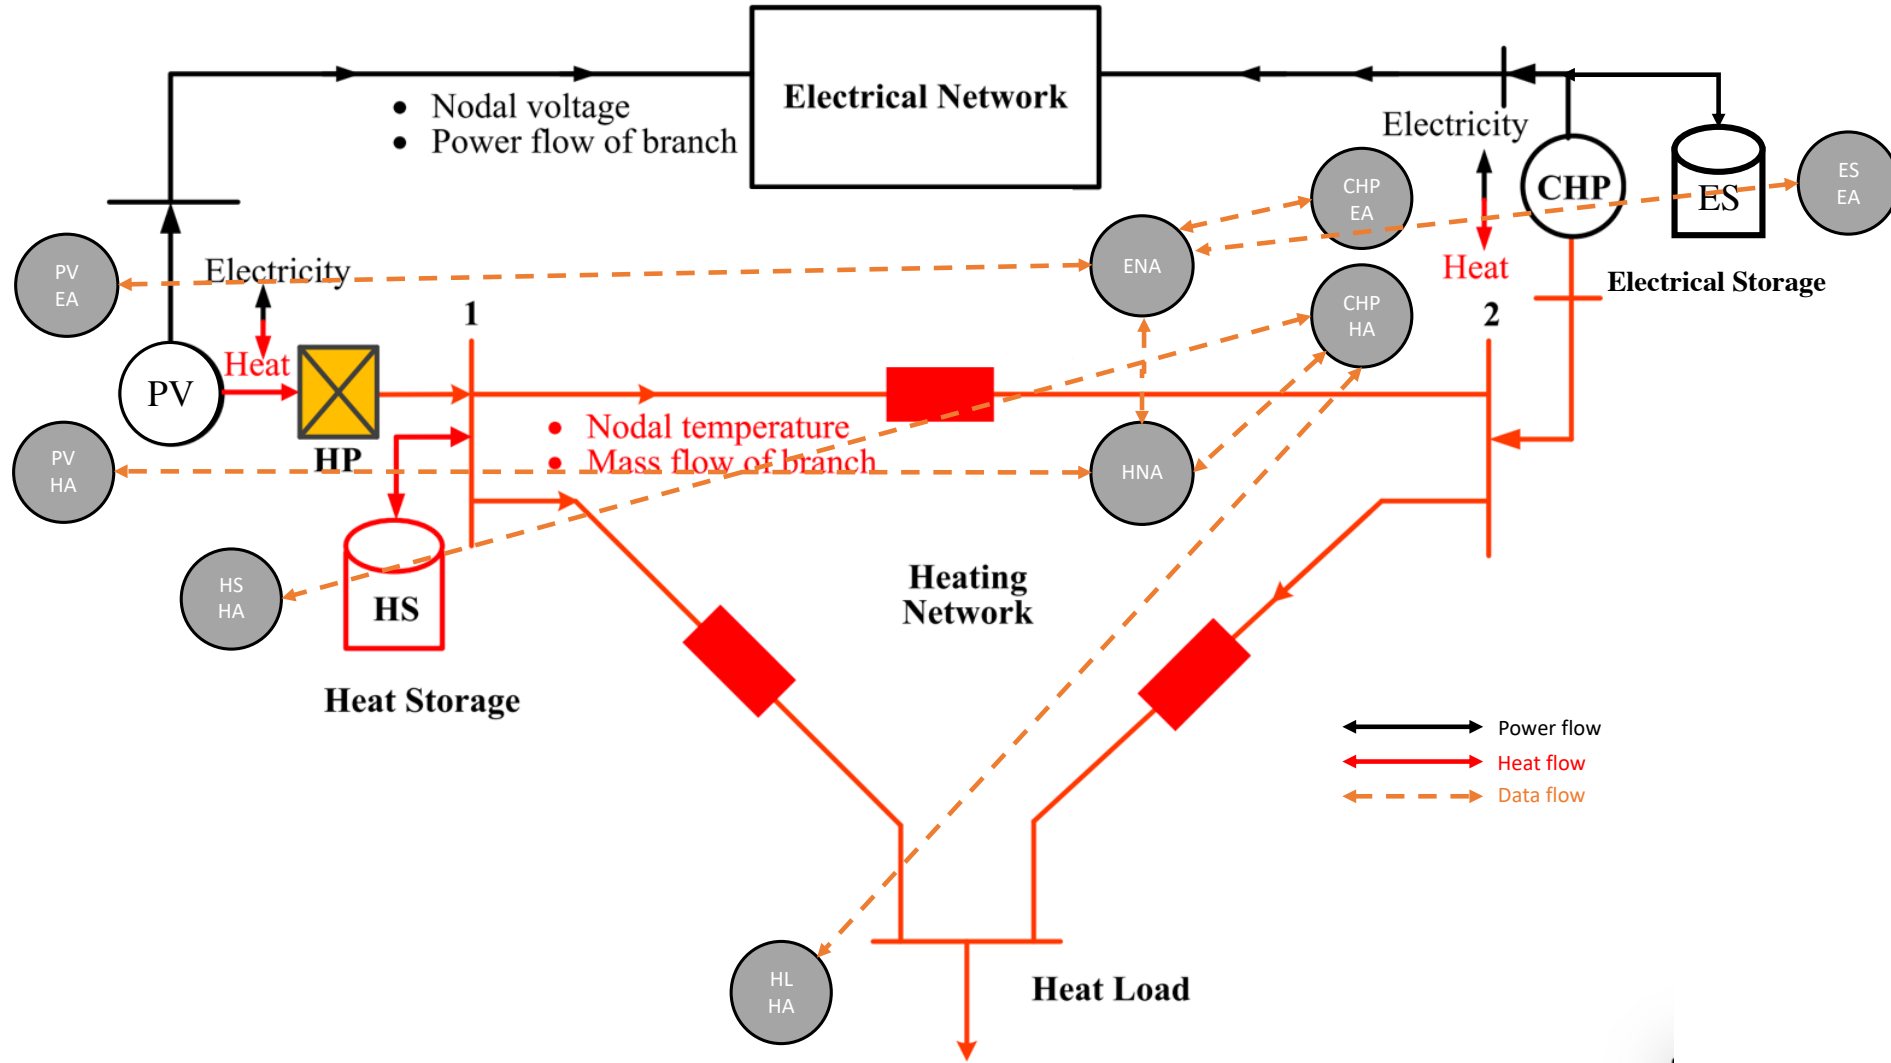 Electrical Network
• Nodal voltage
• Power flow of branch
Electricity
CHP
EA
CHP
ES
ES
EA
PV
EA
Electricity
ENA
Heat
Electrical Storage
CHP
HA
1
2
Heat
PV
HP
• Nodal temperature
• Mass flow of branch
PV
HA
HNA
HS
HA
HS
Heating
Network
Heat Storage
Power flow
Heat flow
Data flow
HL
HA
Heat Load